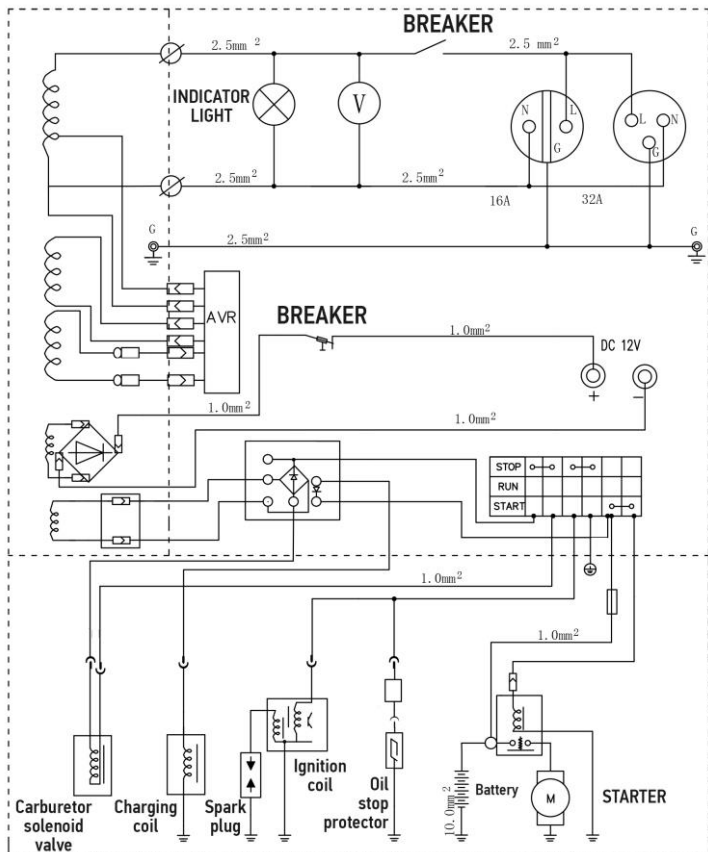 BREAKER
2.5mm²
2.5 mm²
INDICATOR
LIGHT
V
N
L
G
L
N
G
2.5mm²
2.5mm²
16A
32A
G
2.5mm²
G
AVR
BREAKER
1.0mm²
DC 12V
+
−
1.0mm²
1.0mm²
STOP
RUN
START
1.0mm²
1.0mm²
Carburetor
solenoid
valve
Charging
coil
Spark
plug
Ignition
coil
Oil
stop
protector
10.0mm²
Battery
M
STARTER